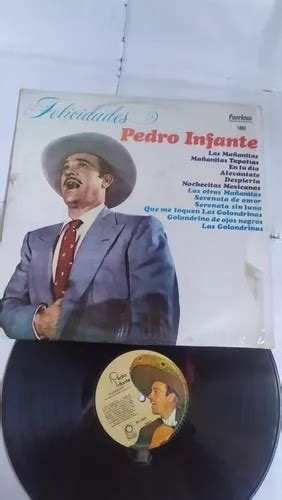 Felicidades
Peerless
1600
Pedro Infante
Las Mañanitas
Mañanitas Tapatías
En tu día
Alevántate
Despierta
Nochecitas Mexicanas
Las otras Mañanitas
Serenata de amor
Serenata sin luna
Que me toquen Las Golondrinas
Golondrina de ojos negros
Las Golondrinas
Pedro
Infante